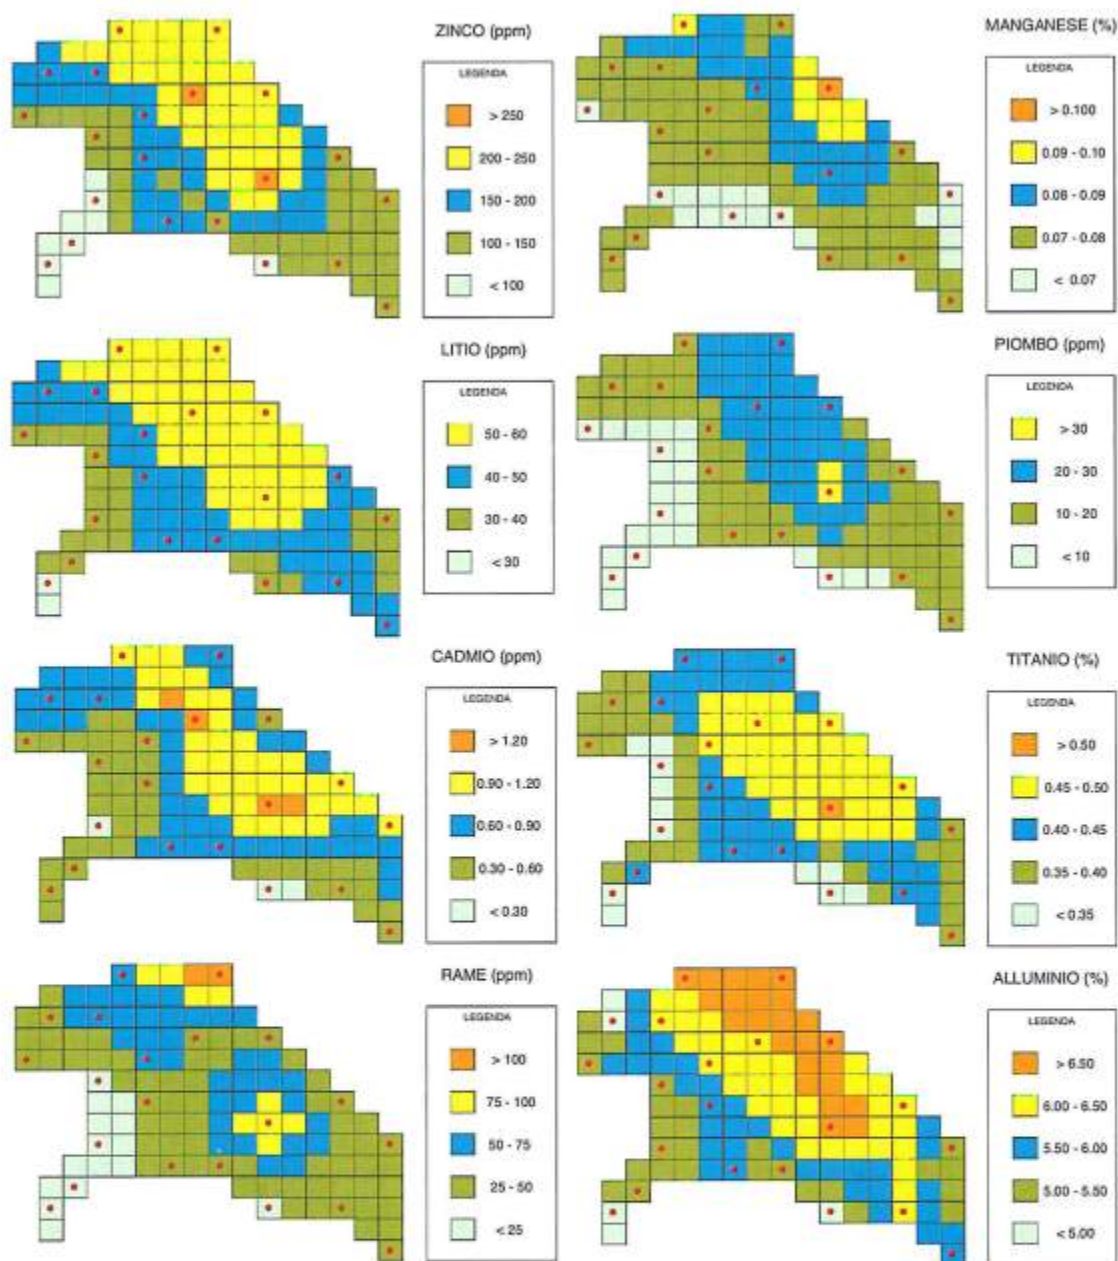 ZINCO (ppm)
LEGENDA
> 250
200 - 250
150 - 200
100 - 150
< 100
MANGANESE (%)
LEGENDA
> 0.100
0.09 - 0.10
0.08 - 0.09
0.07 - 0.08
< 0.07
LITIO (ppm)
LEGENDA
50 - 60
40 - 50
30 - 40
< 30
PIOMBO (ppm)
LEGENDA
> 30
20 - 30
10 - 20
< 10
CADMIO (ppm)
LEGENDA
> 1.20
0.90 - 1.20
0.60 - 0.90
0.30 - 0.60
< 0.30
TITANIO (%)
LEGENDA
> 0.50
0.45 - 0.50
0.40 - 0.45
0.35 - 0.40
< 0.35
RAME (ppm)
LEGENDA
> 100
75 - 100
50 - 75
25 - 50
< 25
ALLUMINIO (%)
LEGENDA
> 6.50
6.00 - 6.50
5.50 - 6.00
5.00 - 5.50
< 5.00